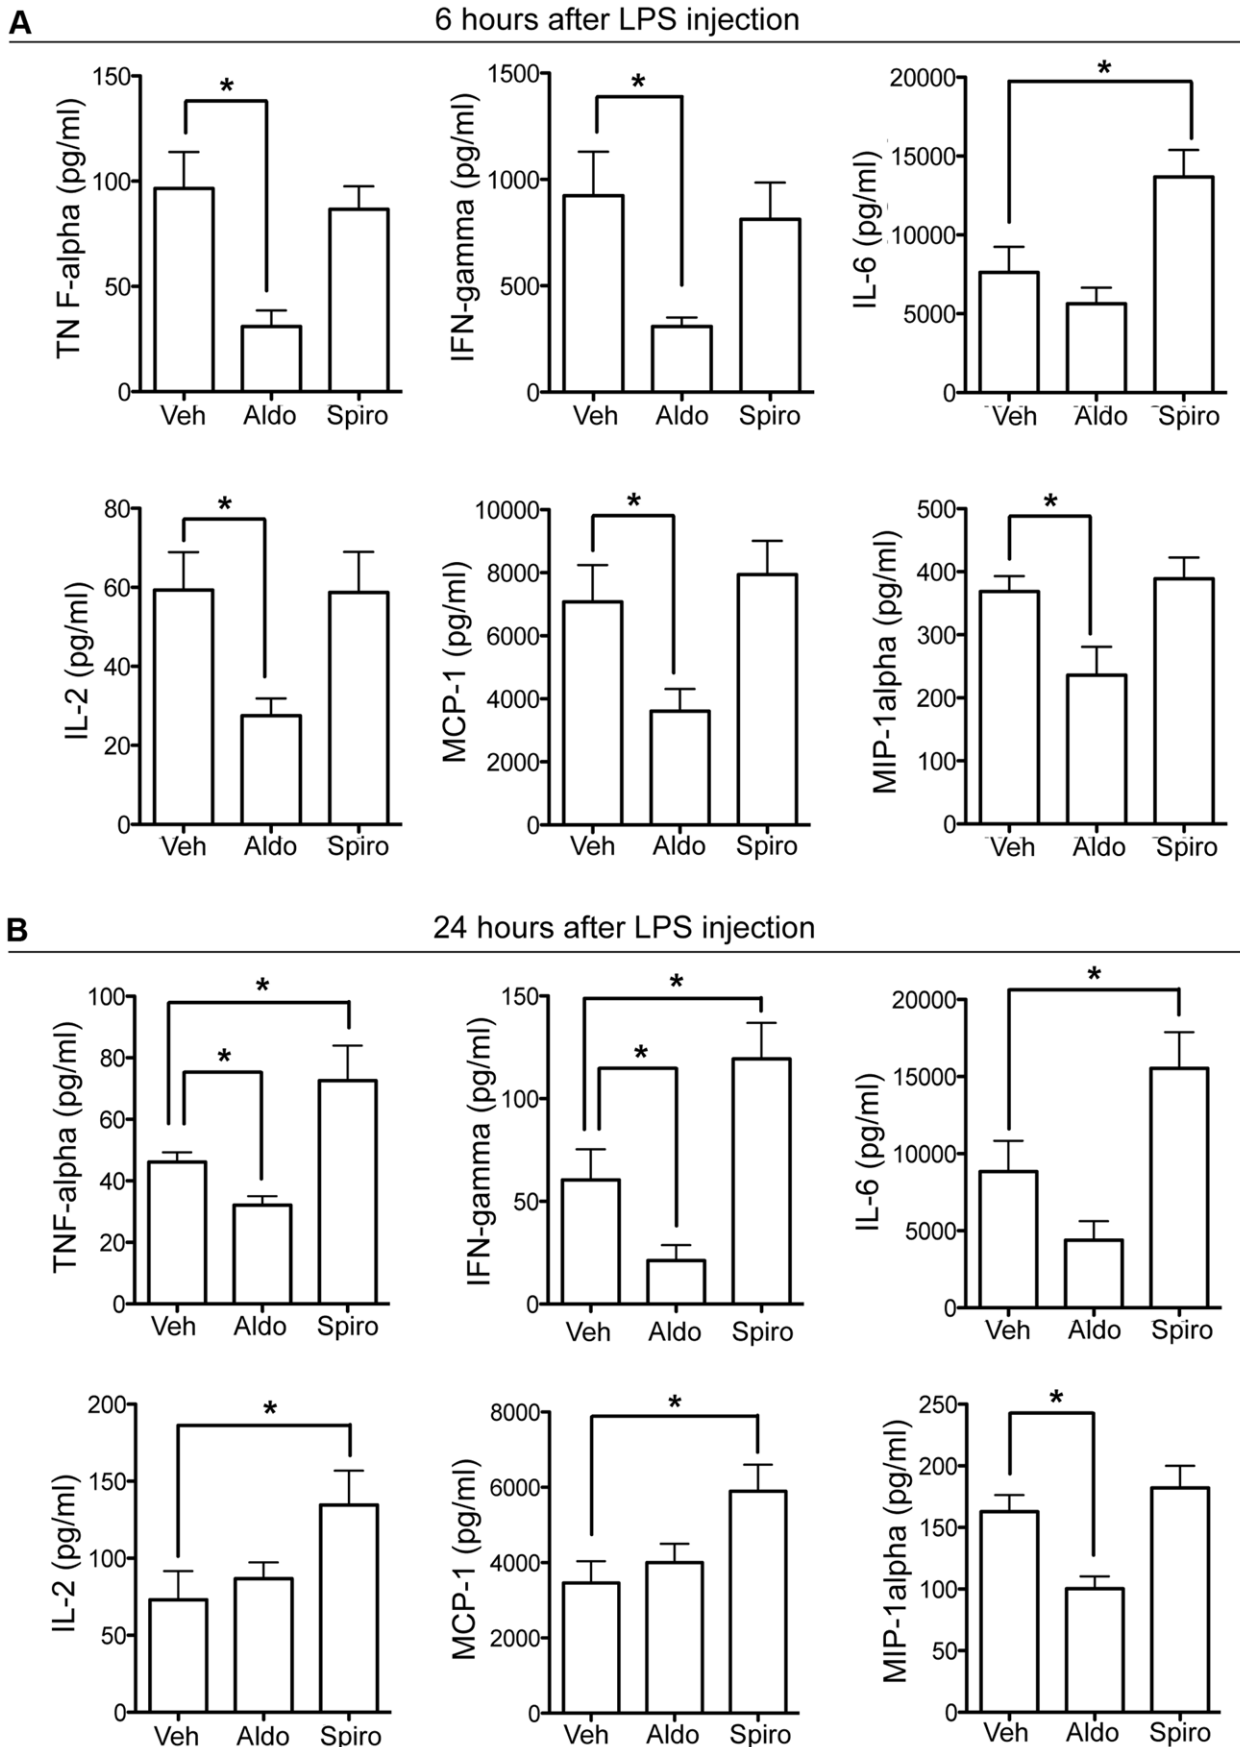 A
6 hours after LPS injection
TN F-alpha (pg/ml)
150
100
50
0
*
Veh Aldo Spiro
IFN-gamma (pg/ml)
1500
1000
500
0
*
Veh Aldo Spiro
IL-6 (pg/ml)
20000
15000
10000
5000
0
*
Veh Aldo Spiro
IL-2 (pg/ml)
80
60
40
20
0
*
Veh Aldo Spiro
MCP-1 (pg/ml)
10000
8000
6000
4000
2000
0
*
Veh Aldo Spiro
MIP-1alpha (pg/ml)
500
400
300
200
100
0
*
Veh Aldo Spiro
B
24 hours after LPS injection
TNF-alpha (pg/ml)
100
80
60
40
20
0
*
*
Veh Aldo Spiro
IFN-gamma (pg/ml)
150
100
50
0
*
*
Veh Aldo Spiro
IL-6 (pg/ml)
20000
15000
10000
5000
0
*
Veh Aldo Spiro
IL-2 (pg/ml)
200
150
100
50
0
*
Veh Aldo Spiro
MCP-1 (pg/ml)
8000
6000
4000
2000
0
*
Veh Aldo Spiro
MIP-1alpha (pg/ml)
250
200
150
100
50
0
*
Veh Aldo Spiro